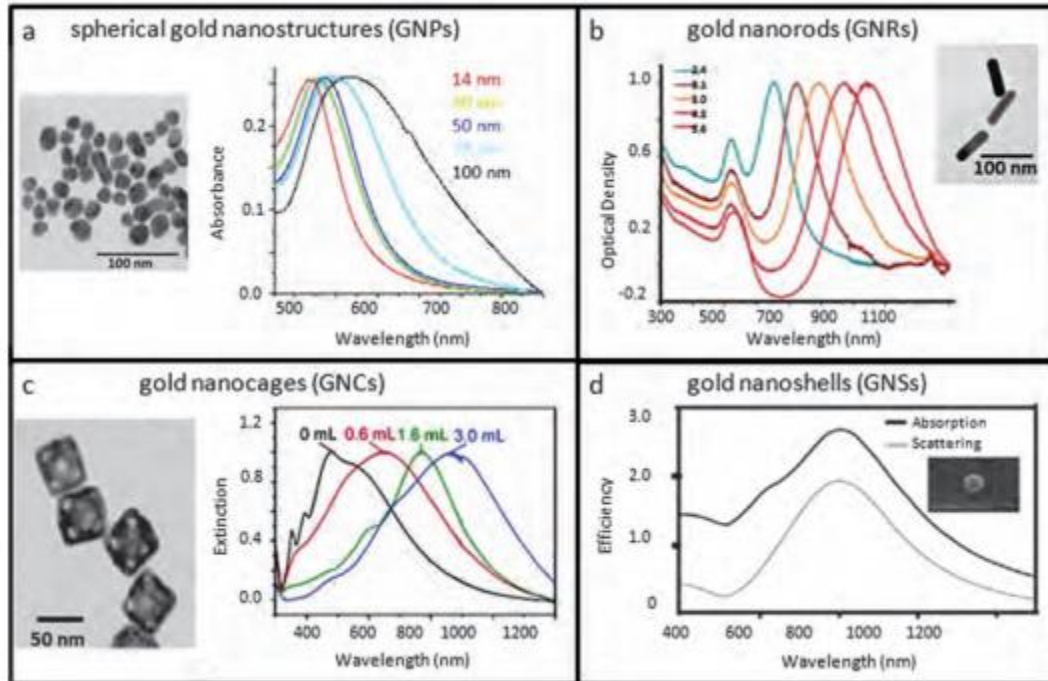 a spherical gold nanostructures (GNPs)
0.2
0.1
0.0
Absorbance
500 600 700 800
Wavelength (nm)
14 nm
50 nm
100 nm
100 nm
b gold nanorods (GNRs)
1.0
0.6
0.2
-0.2
Optical Density
300 500 700 900 1100
Wavelength (nm)
2.4
100 nm
c gold nanocages (GNCs)
1.2
0.8
0.4
0.0
Extinction
0 mL 0.6 mL 1.6 mL 3.0 mL
400 600 800 1000 1200
Wavelength (nm)
50 nm
d gold nanoshells (GNSs)
3.0
2.0
1.0
0
Efficiency
Absorption
Scattering
400 600 800 900 1100
Wavelength (nm)